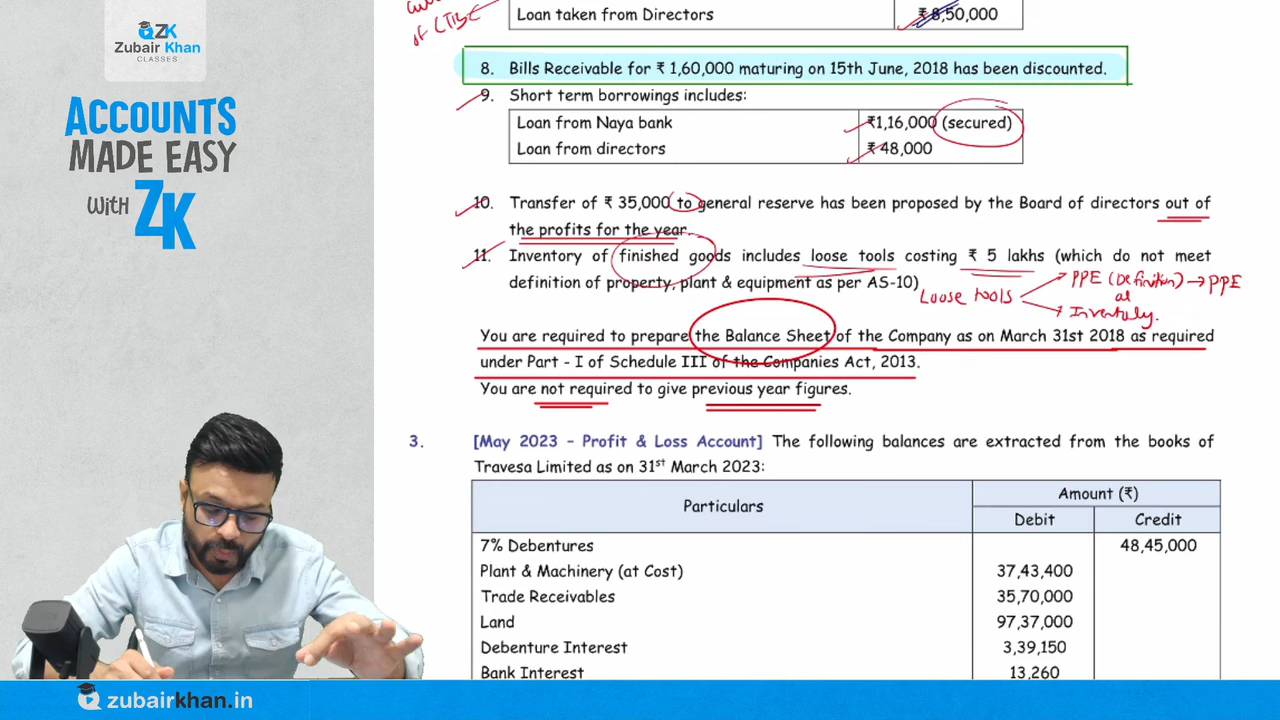 ZK
Zubair Khan
CLASSES
ACCOUNTS
MADE EASY
WITH ZK
of CTB
Loan taken from Directors ₹ 8,50,000
8. Bills Receivable for ₹ 1,60,000 maturing on 15th June, 2018 has been discounted.
9. Short term borrowings includes:
Loan from Naya bank ₹1,16,000 (secured)
Loan from directors ₹ 48,000
10. Transfer of ₹ 35,000 to general reserve has been proposed by the Board of directors out of
the profits for the year.
11. Inventory of finished goods includes loose tools costing ₹ 5 lakhs (which do not meet
definition of property, plant & equipment as per AS-10)
Loose tools PPE (Definition) → PPE
Inventory.
You are required to prepare the Balance Sheet of the Company as on March 31st 2018 as required
under Part - I of Schedule III of the Companies Act, 2013.
You are not required to give previous year figures.
3. [May 2023 – Profit & Loss Account] The following balances are extracted from the books of
Travesa Limited as on 31st March 2023:
Particulars Amount (₹)
Debit Credit
7% Debentures 48,45,000
Plant & Machinery (at Cost) 37,43,400
Trade Receivables 35,70,000
Land 97,37,000
Debenture Interest 3,39,150
Bank Interest 13,260
zubairkhan.in